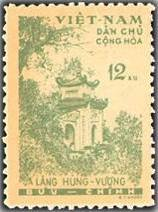 VIỆT-NAM
DÂN CHỦ
CỘNG HÒA
12 XU
LĂNG HÙNG-VƯƠNG
BƯU - CHÍNH